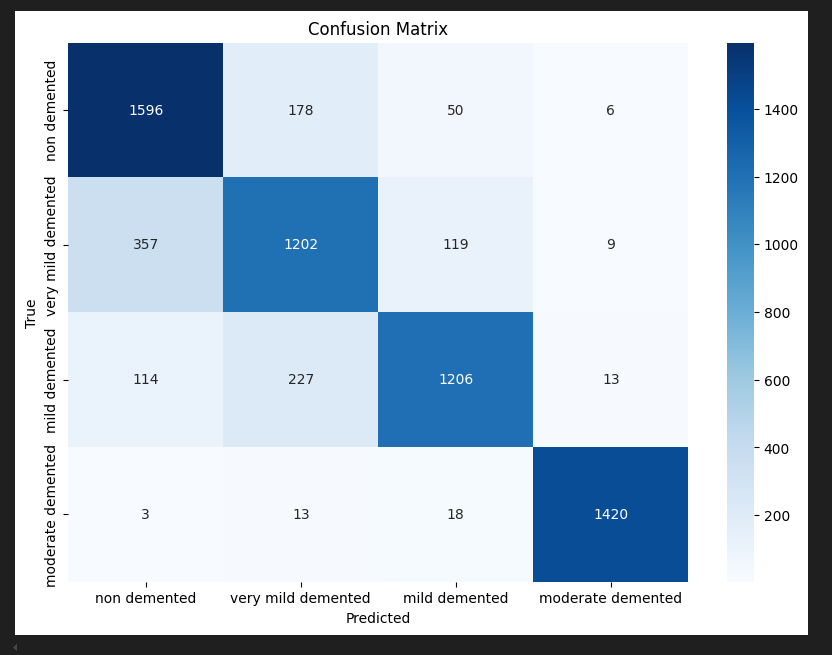 Confusion Matrix
non demented
1596 178 50 6
very mild demented
357 1202 119 9
mild demented
114 227 1206 13
moderate demented
3 13 18 1420
True
non demented very mild demented mild demented moderate demented
Predicted
1400
1200
1000
800
600
400
200